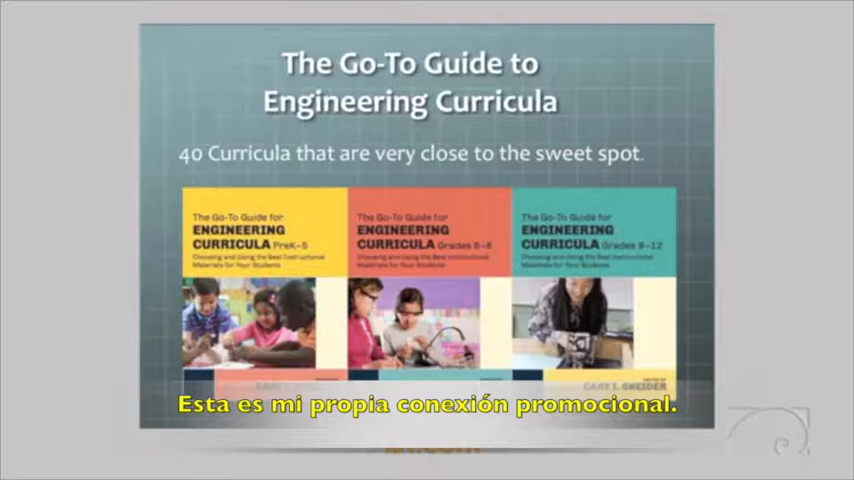 The Go-To Guide to
Engineering Curricula
40 Curricula that are very close to the sweet spot.
The Go-To Guide for
ENGINEERING
CURRICULA PreK–5
Choosing and Using the Best Instructional
Materials for Your Students
The Go-To Guide for
ENGINEERING
CURRICULA Grades 6–8
Choosing and Using the Best Instructional
Materials for Your Students
The Go-To Guide for
ENGINEERING
CURRICULA Grades 9–12
Choosing and Using the Best Instructional
Materials for Your Students
CARY I. SNEIDER
Esta es mi propia conexión promocional.